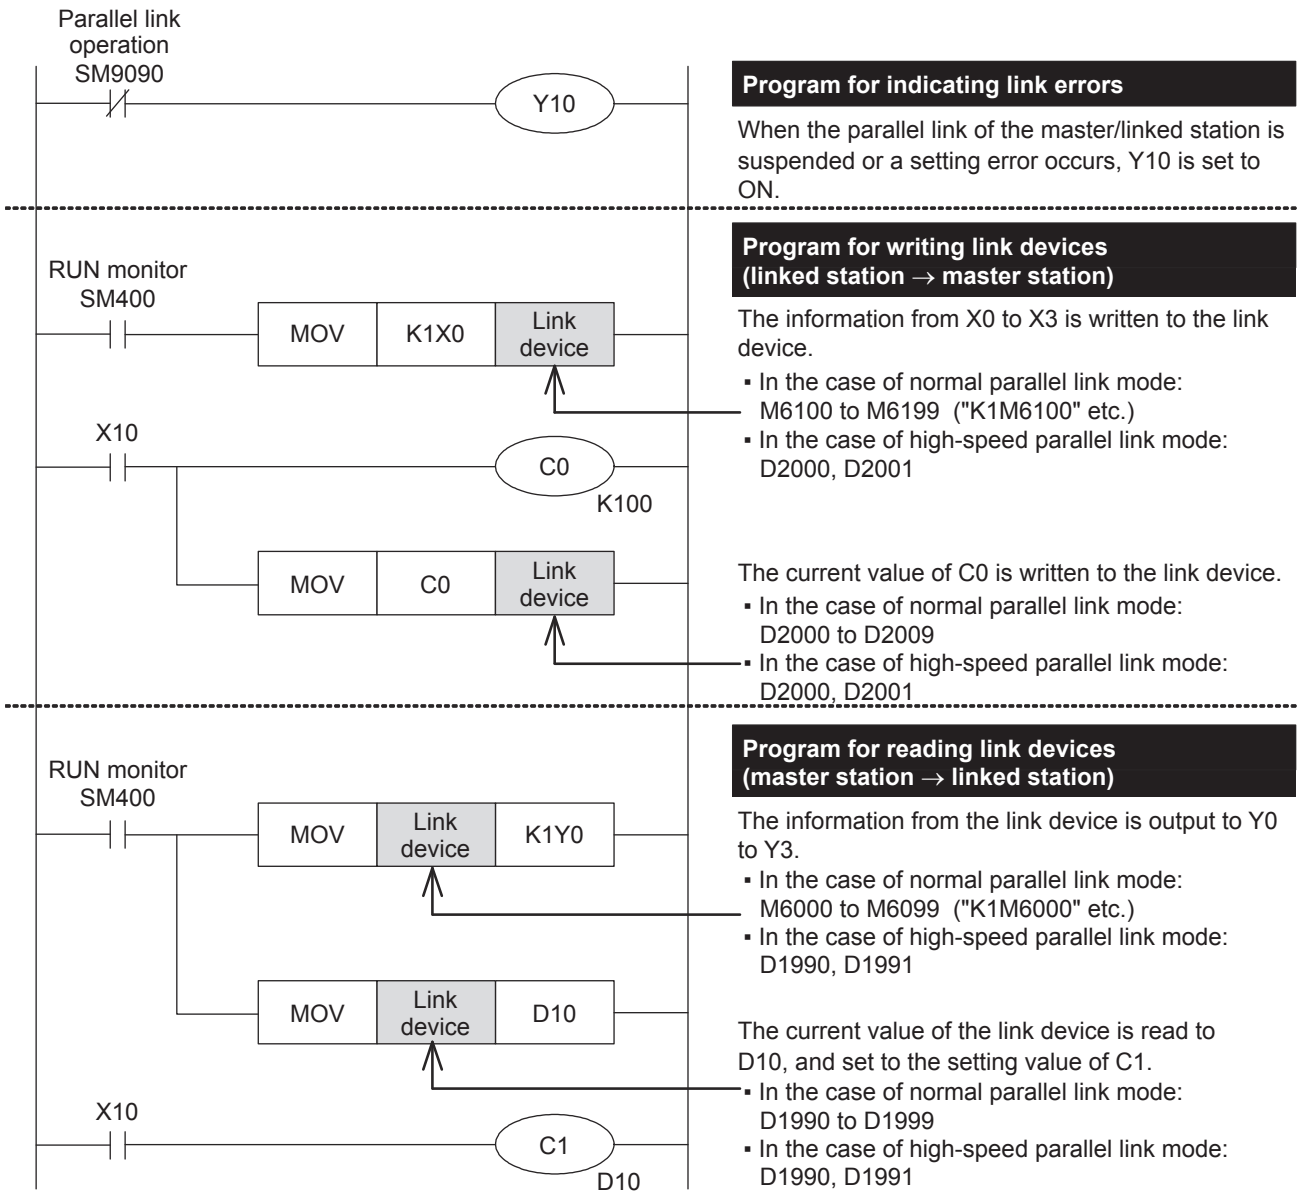 Parallel link
operation
SM9090
Y10
Program for indicating link errors
When the parallel link of the master/linked station is
suspended or a setting error occurs, Y10 is set to
ON.
RUN monitor
SM400
MOV K1X0 Link device
X10
C0
K100
MOV C0 Link device
Program for writing link devices
(linked station → master station)
The information from X0 to X3 is written to the link
device.
▪ In the case of normal parallel link mode:
M6100 to M6199 ("K1M6100" etc.)
▪ In the case of high-speed parallel link mode:
D2000, D2001
The current value of C0 is written to the link device.
▪ In the case of normal parallel link mode:
D2000 to D2009
▪ In the case of high-speed parallel link mode:
D2000, D2001
RUN monitor
SM400
MOV Link device K1Y0
MOV Link device D10
X10
C1
D10
Program for reading link devices
(master station → linked station)
The information from the link device is output to Y0
to Y3.
▪ In the case of normal parallel link mode:
M6000 to M6099 ("K1M6000" etc.)
▪ In the case of high-speed parallel link mode:
D1990, D1991
The current value of the link device is read to
D10, and set to the setting value of C1.
▪ In the case of normal parallel link mode:
D1990 to D1999
▪ In the case of high-speed parallel link mode:
D1990, D1991